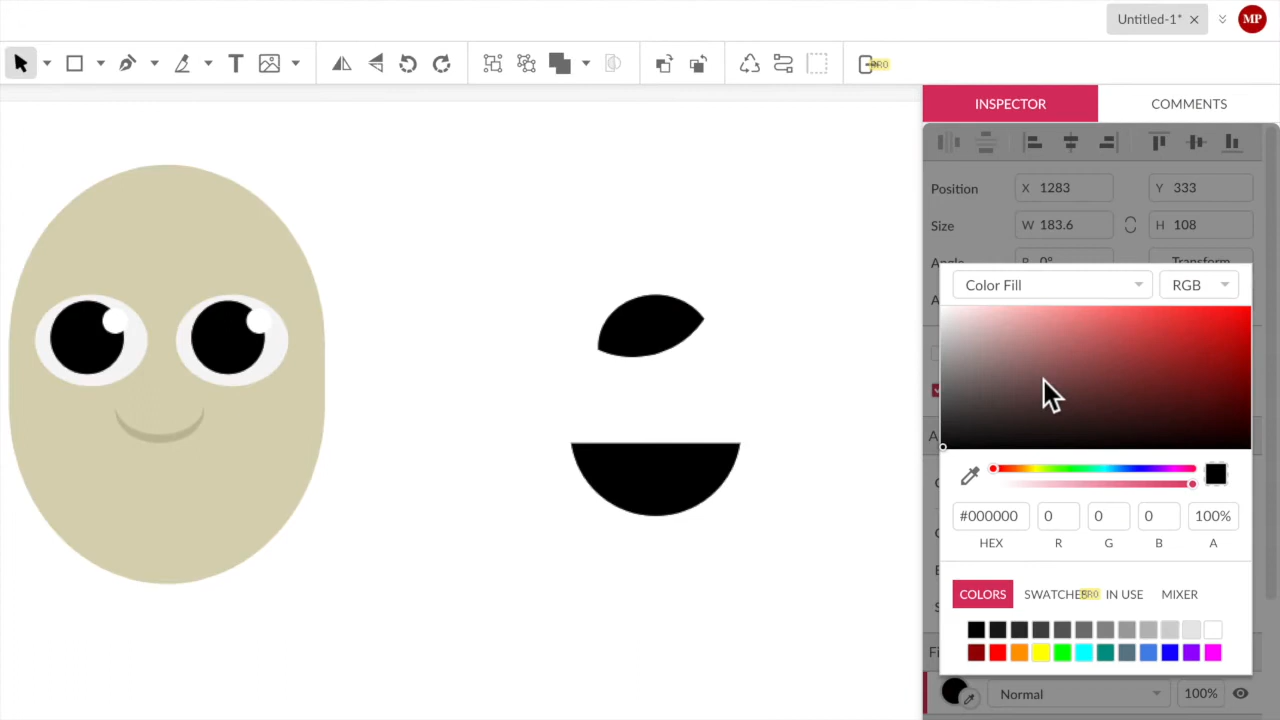 Untitled-1*
MP
T
PRO
INSPECTOR
COMMENTS
Position X 1283 Y 333
Size W 183.6 H 108
R 0° Transform
Color Fill RGB
#000000 0 0 0 100%
HEX R G B A
COLORS SWATCHES PRO IN USE MIXER
Normal 100%